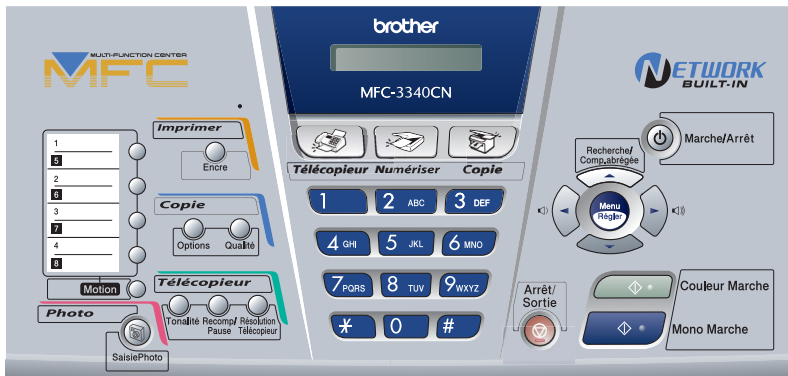 MULTI-FUNCTION CENTER
MFC
brother
MFC-3340CN
NETWORK
BUILT-IN
Imprimer
Encre
1
5
2
6
3
7
4
8
Motion
Copie
Options
Qualité
Télécopieur
Tonalité
Recomp/
Pause
Résolution
Télécopieur
Photo
SaisiePhoto
Télécopieur
Numériser
Copie
1
2 ABC
3 DEF
4 GHI
5 JKL
6 MNO
7 PQRS
8 TUV
9 WXYZ
*
0
#
Marche/Arrêt
Recherche/
Comp.abrégée
Menu
Régler
Arrêt/
Sortie
Couleur Marche
Mono Marche